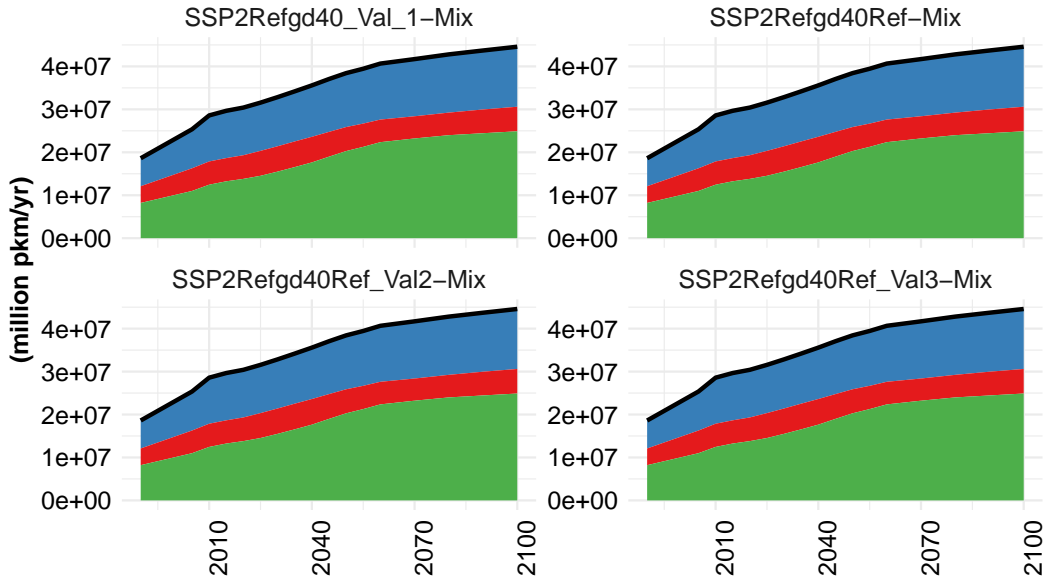 SSP2Refgd40_Val_1−Mix
SSP2Refgd40Ref−Mix
4e+07
3e+07
2e+07
1e+07
0e+00
4e+07
3e+07
2e+07
1e+07
0e+00
SSP2Refgd40Ref_Val2−Mix
SSP2Refgd40Ref_Val3−Mix
(million pkm/yr)
4e+07
3e+07
2e+07
1e+07
0e+00
4e+07
3e+07
2e+07
1e+07
0e+00
2010
2040
2070
2100
2010
2040
2070
2100